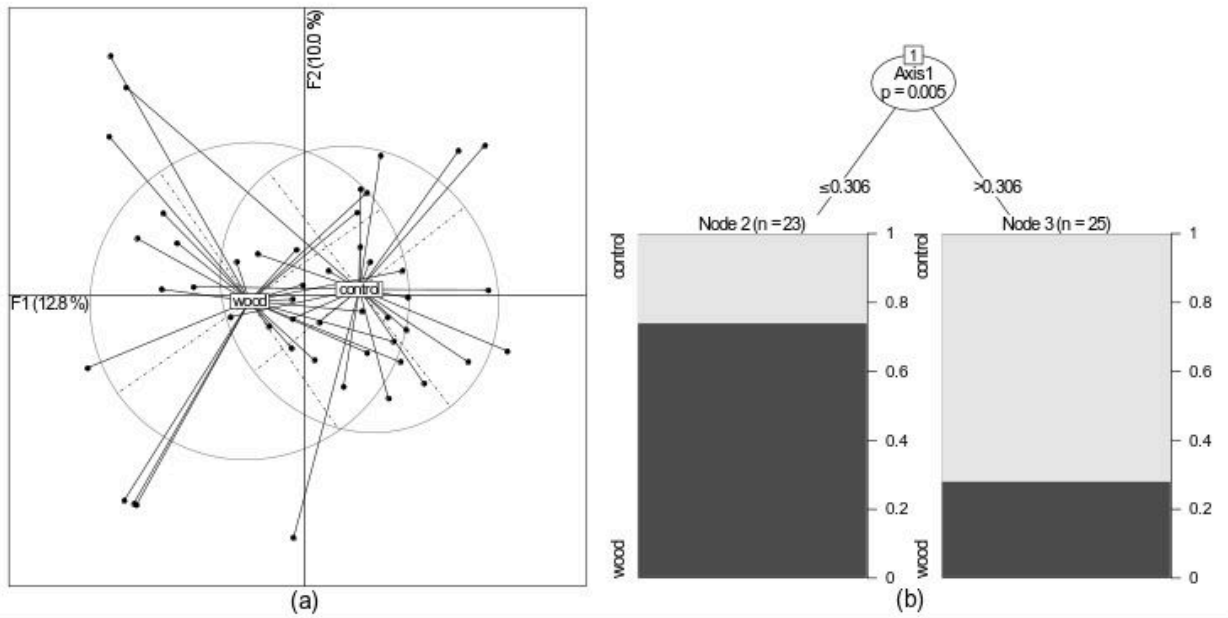 F2 (10.0 %)
wood
control
F1 (12.8 %)
(a)
1
Axis1
p = 0.005
≤0.306
>0.306
Node 2 (n = 23)
control
wood
1
0.8
0.6
0.4
0.2
0
Node 3 (n = 25)
control
wood
1
0.8
0.6
0.4
0.2
0
(b)